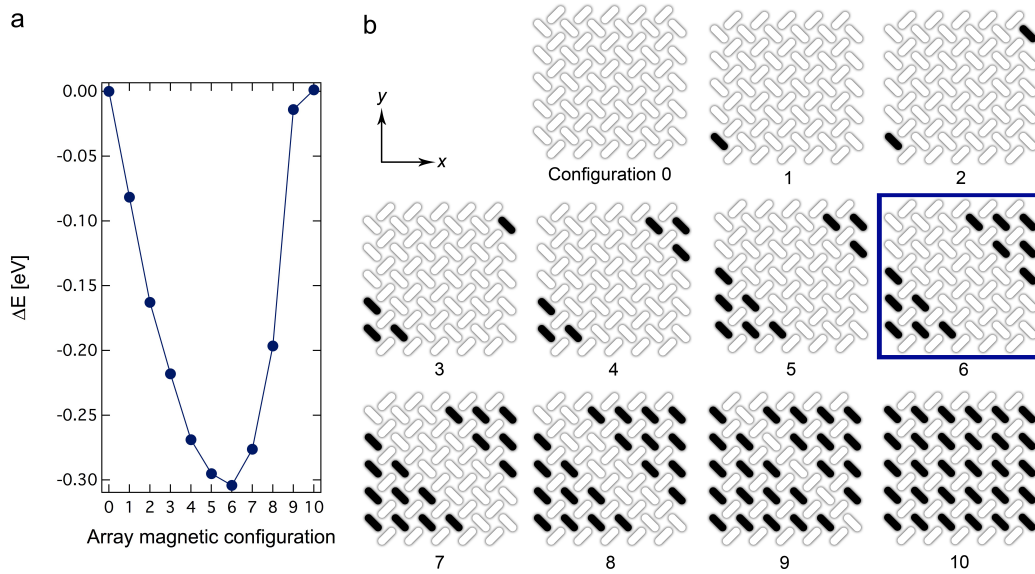 a
b
0.00
-0.05
-0.10
-0.15
-0.20
-0.25
-0.30
ΔE [eV]
0 1 2 3 4 5 6 7 8 9 10
Array magnetic configuration
y
x
Configuration 0
1
2
3
4
5
6
7
8
9
10